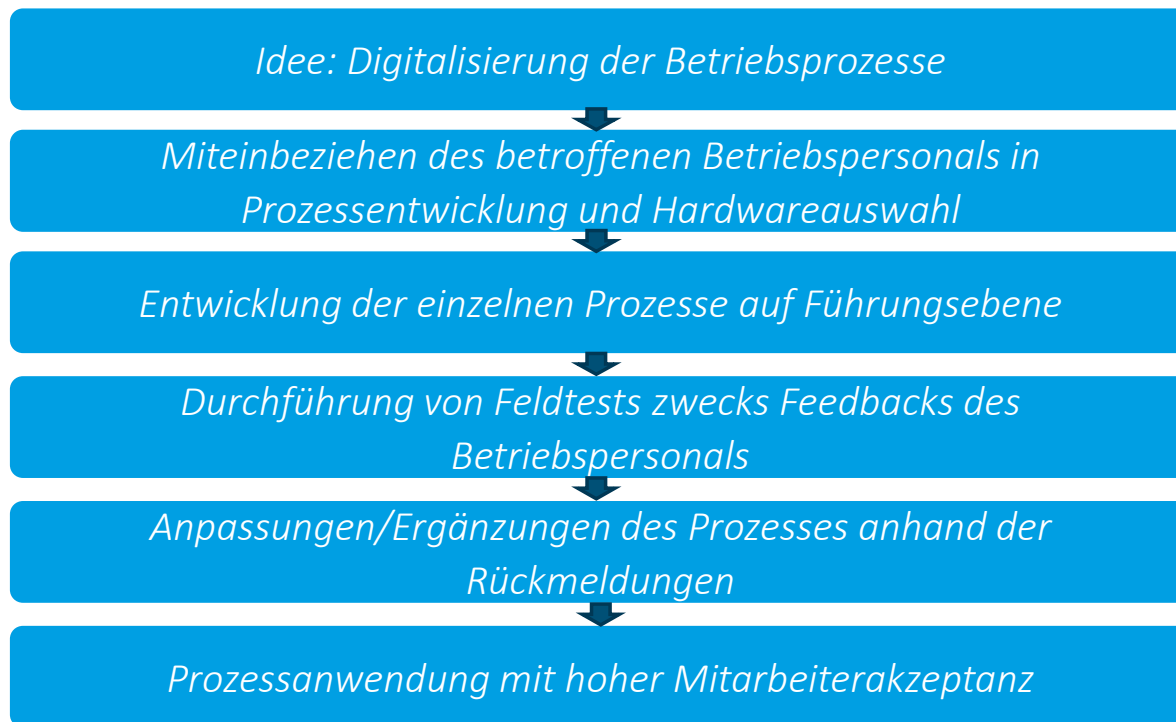 Idee: Digitalisierung der Betriebsprozesse
Miteinbeziehen des betroffenen Betriebspersonals in
Prozessentwicklung und Hardwareauswahl
Entwicklung der einzelnen Prozesse auf Führungsebene
Durchführung von Feldtests zwecks Feedbacks des
Betriebspersonals
Anpassungen/Ergänzungen des Prozesses anhand der
Rückmeldungen
Prozessanwendung mit hoher Mitarbeiterakzeptanz